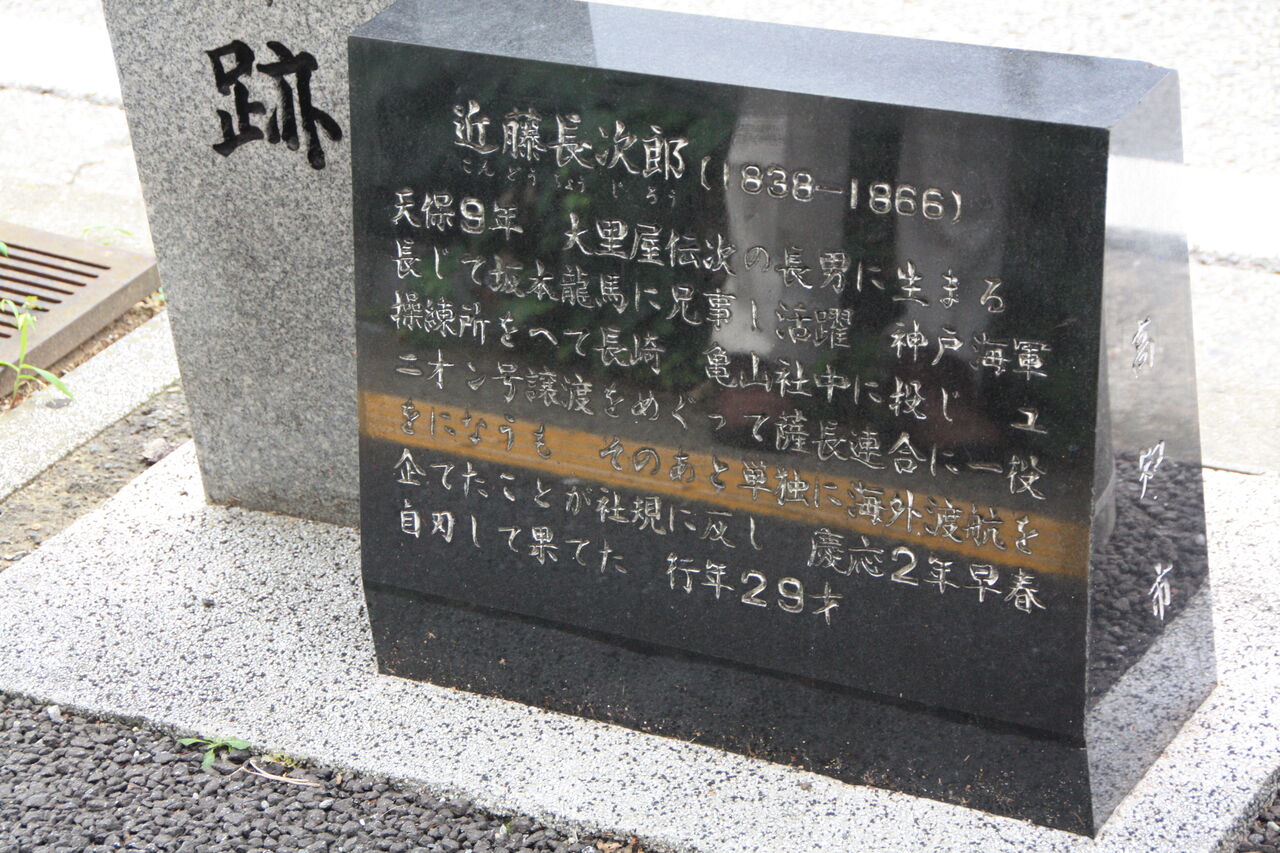 跡
近藤長次郎(1838—1866)
こんどうちょうじろう
天保9年 大里屋伝次の長男に生まる
長じて坂本龍馬に兄事し 神戸海軍
操練所をへて長崎 亀山社中に投じ
活躍 ユニオン号譲渡をめぐって薩長連合に一役
をになうも そのあと単独に海外渡航を
企てたことが社規に反し 慶応2年早春
自刃して果てた 行年29才
高知市